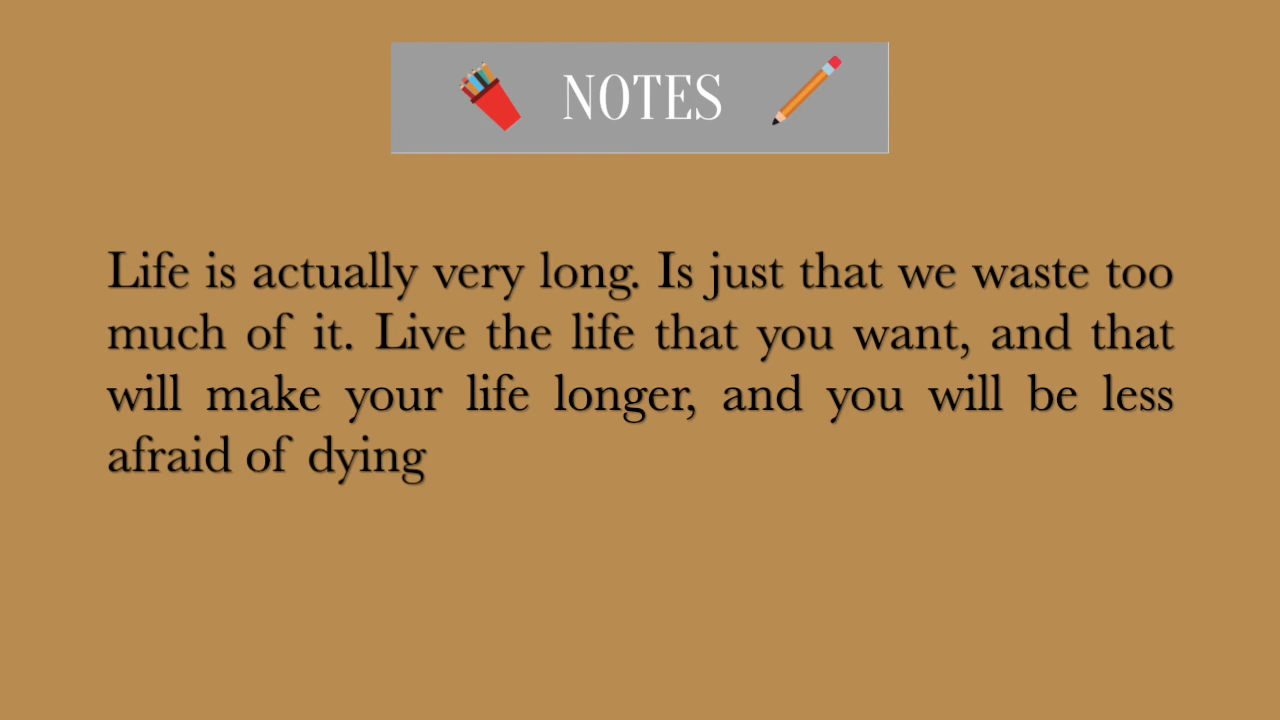 NOTES
Life is actually very long. Is just that we waste too
much of it. Live the life that you want, and that
will make your life longer, and you will be less
afraid of dying